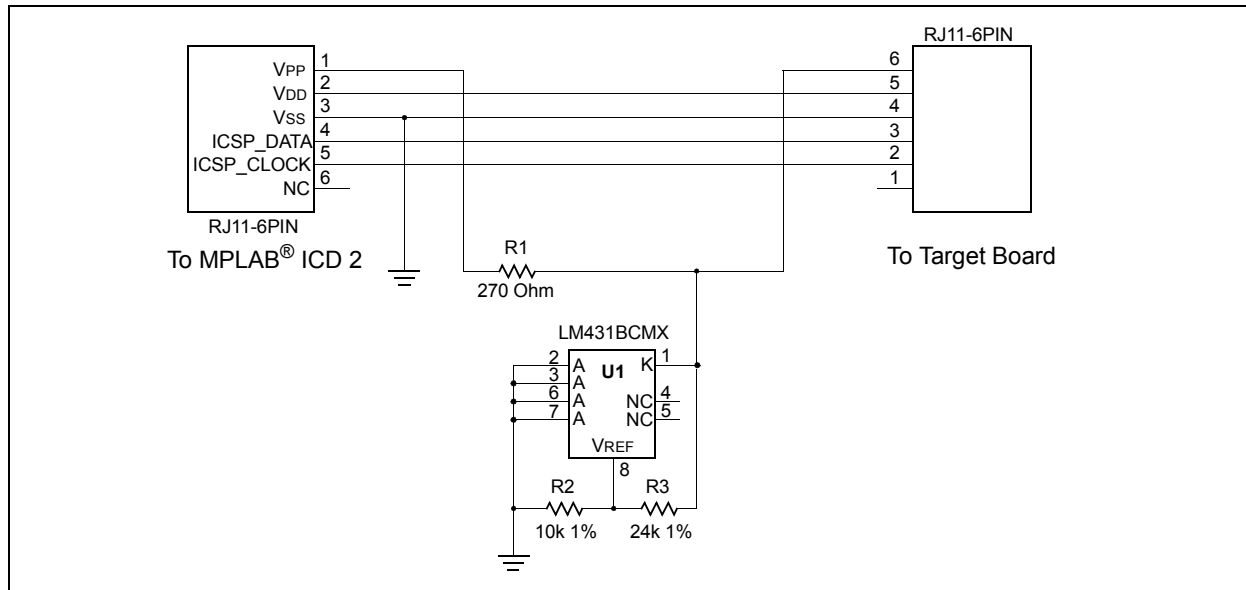 RJ11-6PIN
VPP 1
VDD 2
VSS 3
ICSP_DATA 4
ICSP_CLOCK 5
NC 6
RJ11-6PIN
To MPLAB® ICD 2
6
5
4
3
2
1
To Target Board
R1
270 Ohm
LM431BCMX
2 A
3 A
6 A
7 A
U1
K 1
NC 4
NC 5
VREF
8
R2
10k 1%
R3
24k 1%